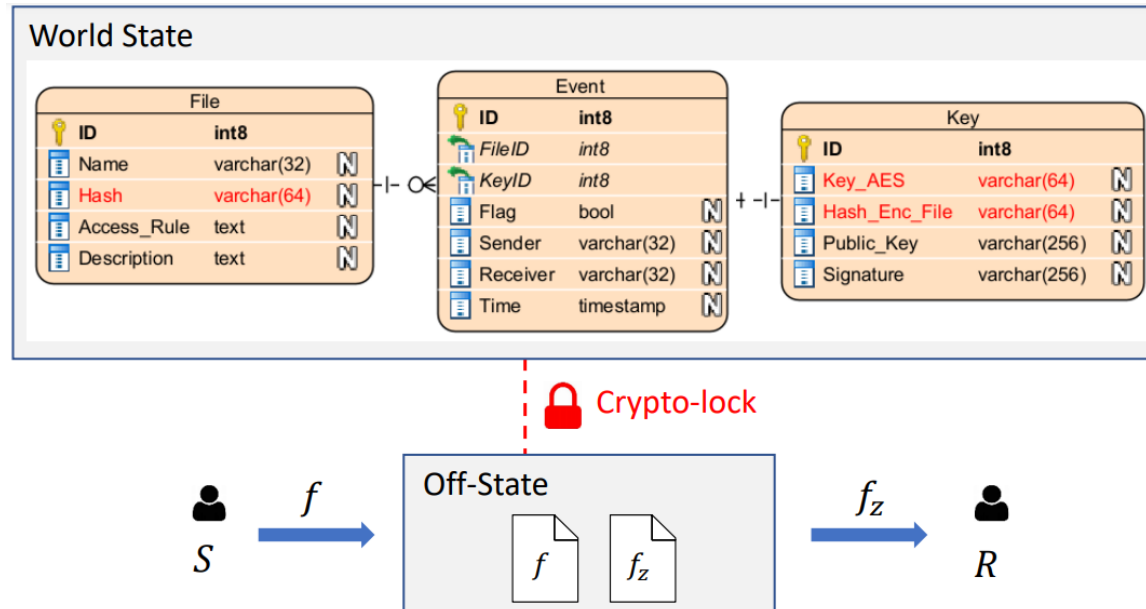 World State
File
ID int8
Name varchar(32) N
Hash varchar(64) N
Access_Rule text N
Description text N
Event
ID int8
FileID int8
KeyID int8
Flag bool N
Sender varchar(32) N
Receiver varchar(32) N
Time timestamp N
Key
ID int8
Key_AES varchar(64) N
Hash_Enc_File varchar(64) N
Public_Key varchar(256) N
Signature varchar(256) N
Crypto-lock
Off-State
f
S
f
f_z
f_z
R